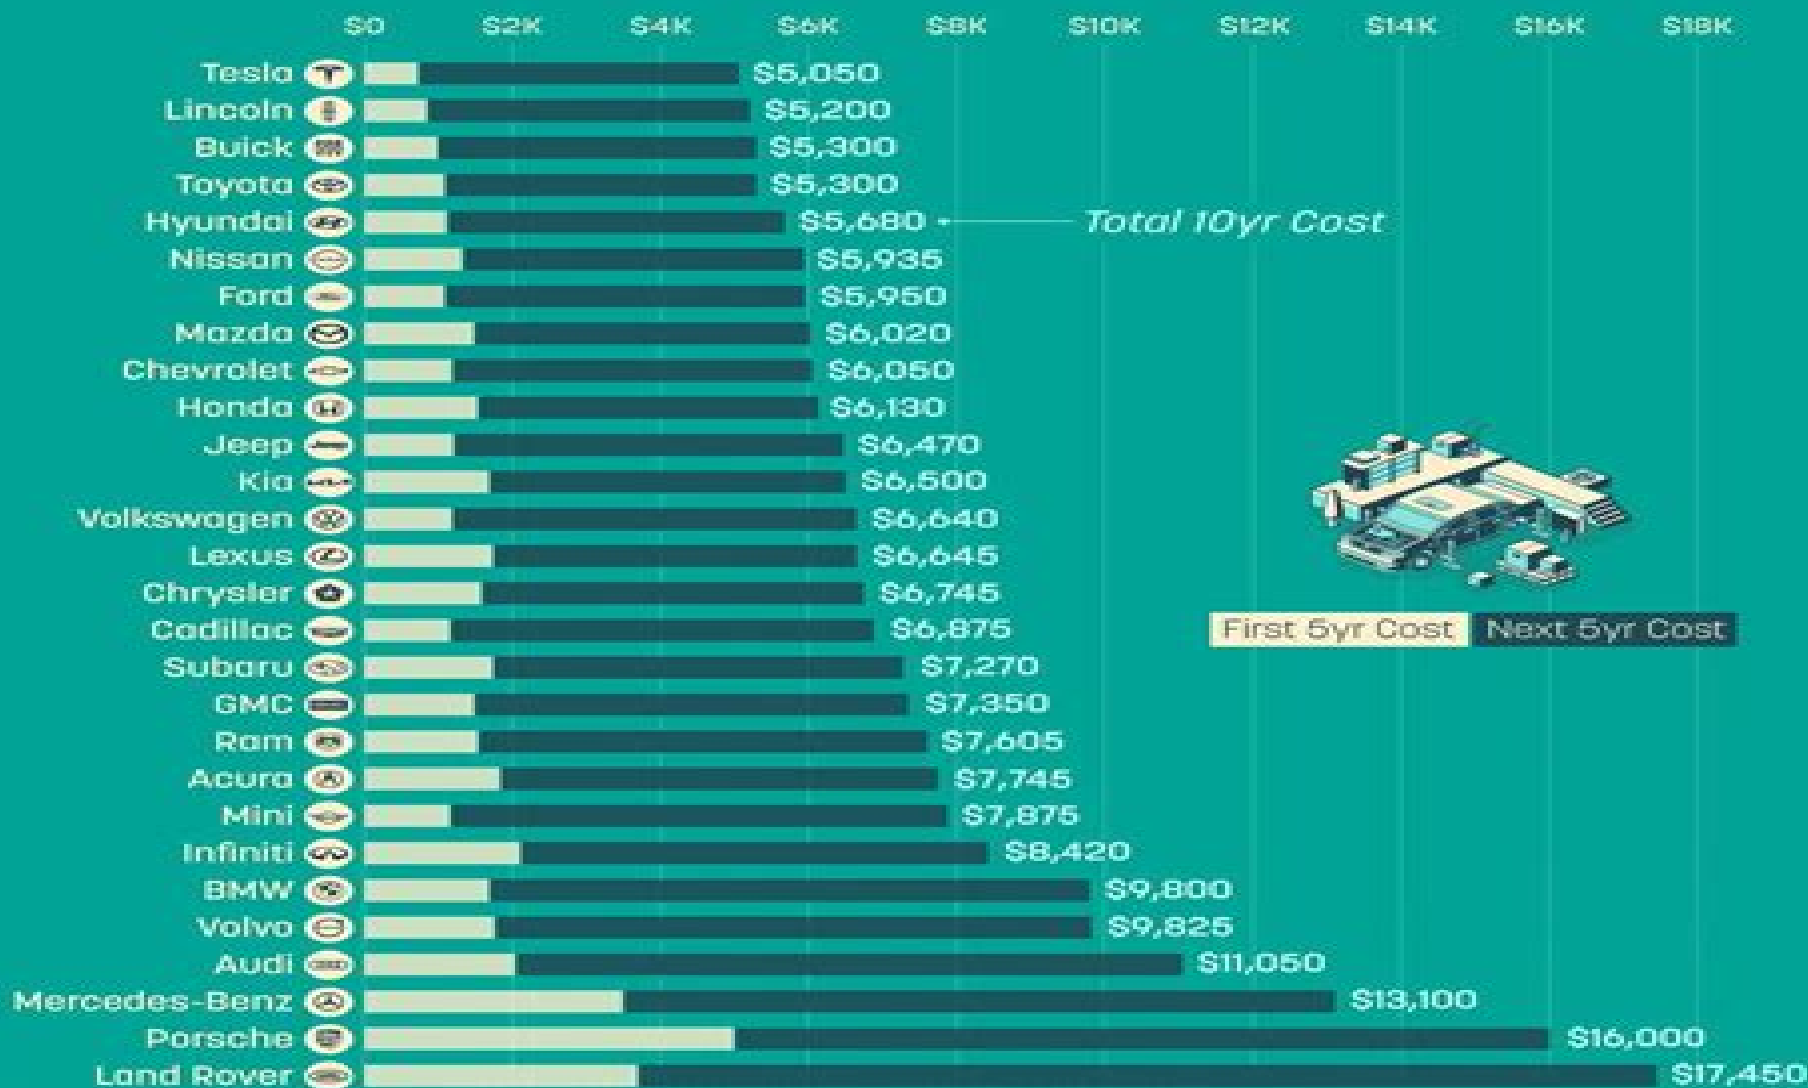 $0 $2K $4K $6K $8K $10K $12K $14K $16K $18K
Tesla $5,050
Lincoln $5,200
Buick $5,300
Toyota $5,300
Hyundai $5,680 Total 10yr Cost
Nissan $5,935
Ford $5,950
Mazda $6,020
Chevrolet $6,050
Honda $6,130
Jeep $6,470
Kia $6,500
Volkswagen $6,640
Lexus $6,645
Chrysler $6,745
Cadillac $6,875
First 5yr Cost Next 5yr Cost
Subaru $7,270
GMC $7,350
Ram $7,605
Acura $7,745
Mini $7,875
Infiniti $8,420
BMW $9,800
Volvo $9,825
Audi $11,050
Mercedes-Benz $13,100
Porsche $16,000
Land Rover $17,450